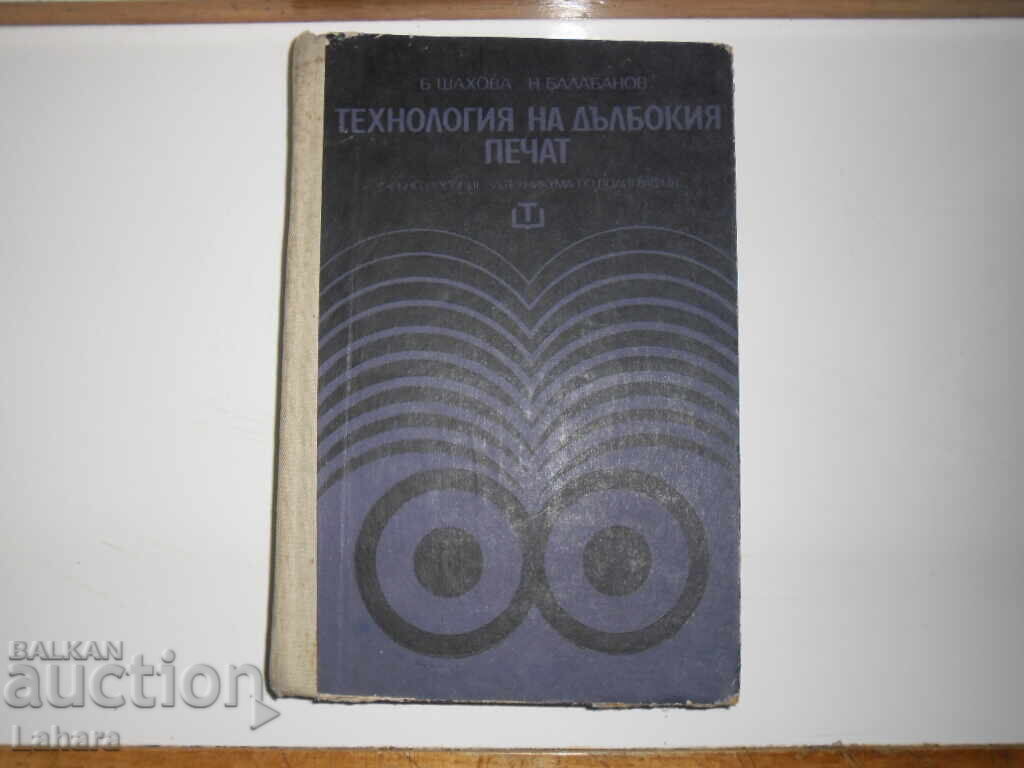 Б ШАХОВА Н БАЛАБАНОВ
ТЕХНОЛОГИЯ НА ДЪЛБОКИЯ
ПЕЧАТ
Т
BALKAN
auction
Lahara